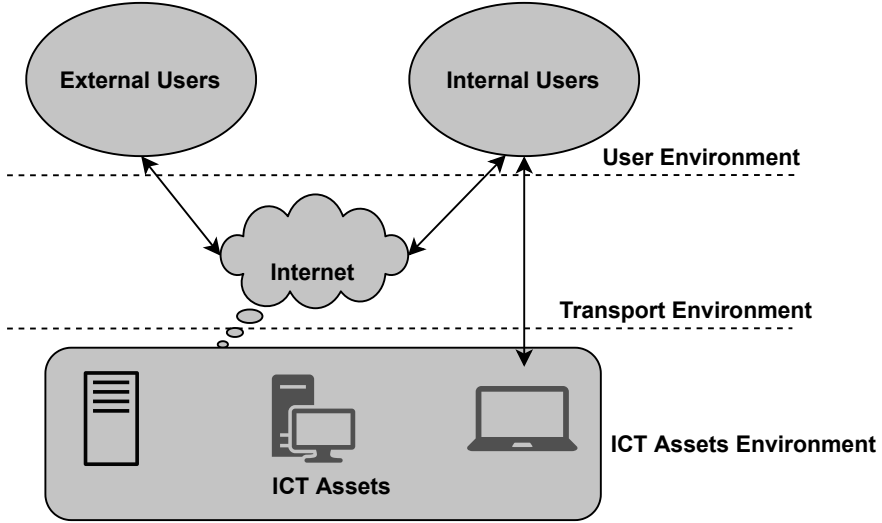 External Users
Internal Users
User Environment
Internet
Transport Environment
ICT Assets Environment
ICT Assets